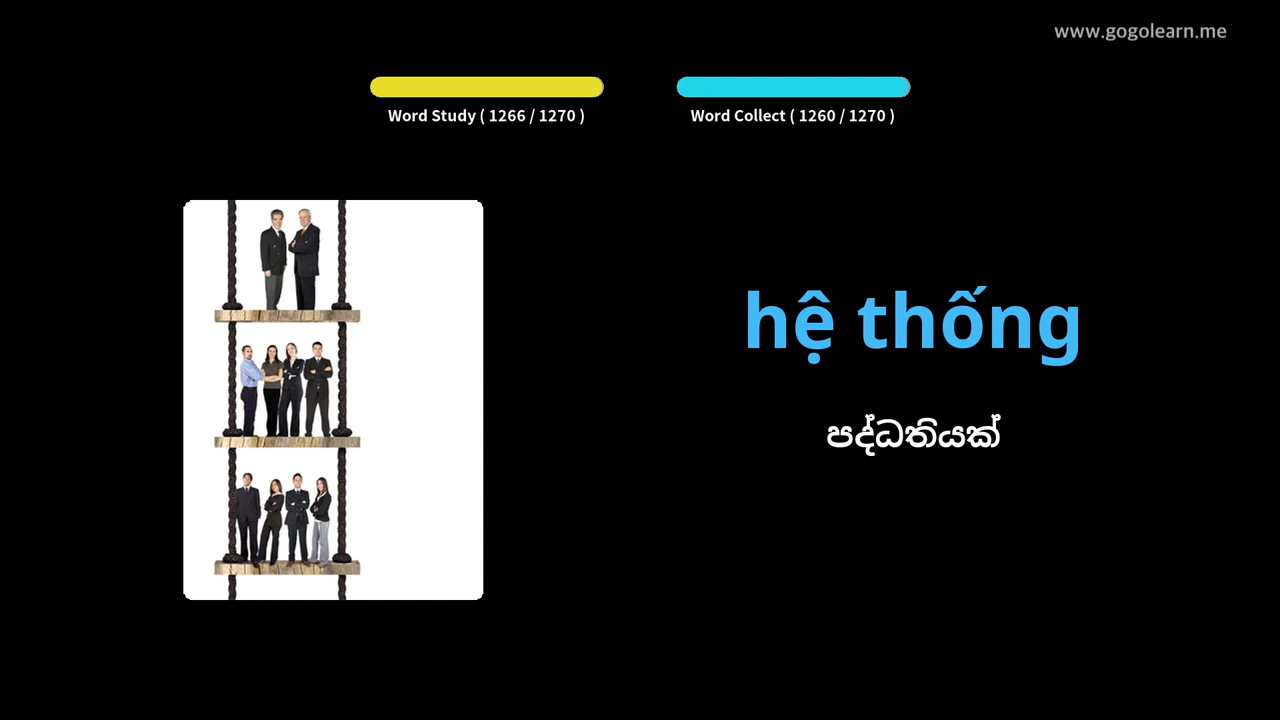 www.gogolearn.me
Word Study ( 1266 / 1270 )
Word Collect ( 1260 / 1270 )
hệ thống
පද්ධතියක්